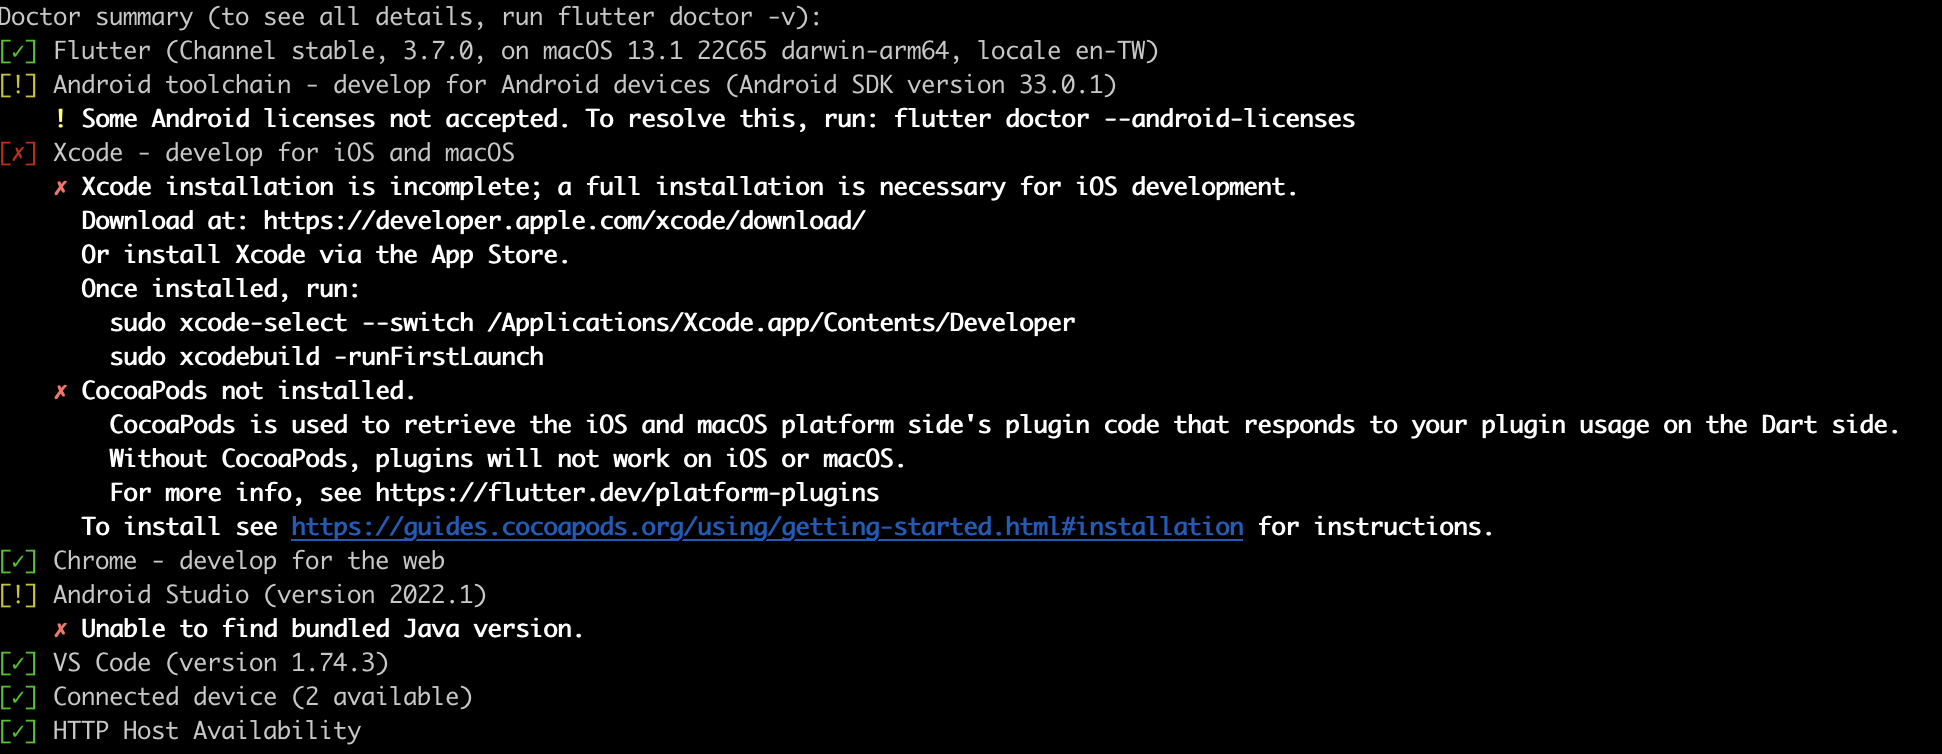 Doctor summary (to see all details, run flutter doctor -v):
[✓] Flutter (Channel stable, 3.7.0, on macOS 13.1 22C65 darwin-arm64, locale en-TW)
[!] Android toolchain - develop for Android devices (Android SDK version 33.0.1)
    ! Some Android licenses not accepted. To resolve this, run: flutter doctor --android-licenses
[✗] Xcode - develop for iOS and macOS
    ✗ Xcode installation is incomplete; a full installation is necessary for iOS development.
      Download at: https://developer.apple.com/xcode/download/
      Or install Xcode via the App Store.
      Once installed, run:
        sudo xcode-select --switch /Applications/Xcode.app/Contents/Developer
        sudo xcodebuild -runFirstLaunch
    ✗ CocoaPods not installed.
        CocoaPods is used to retrieve the iOS and macOS platform side's plugin code that responds to your plugin usage on the Dart side.
        Without CocoaPods, plugins will not work on iOS or macOS.
        For more info, see https://flutter.dev/platform-plugins
      To install see https://guides.cocoapods.org/using/getting-started.html#installation for instructions.
[✓] Chrome - develop for the web
[!] Android Studio (version 2022.1)
    ✗ Unable to find bundled Java version.
[✓] VS Code (version 1.74.3)
[✓] Connected device (2 available)
[✓] HTTP Host Availability